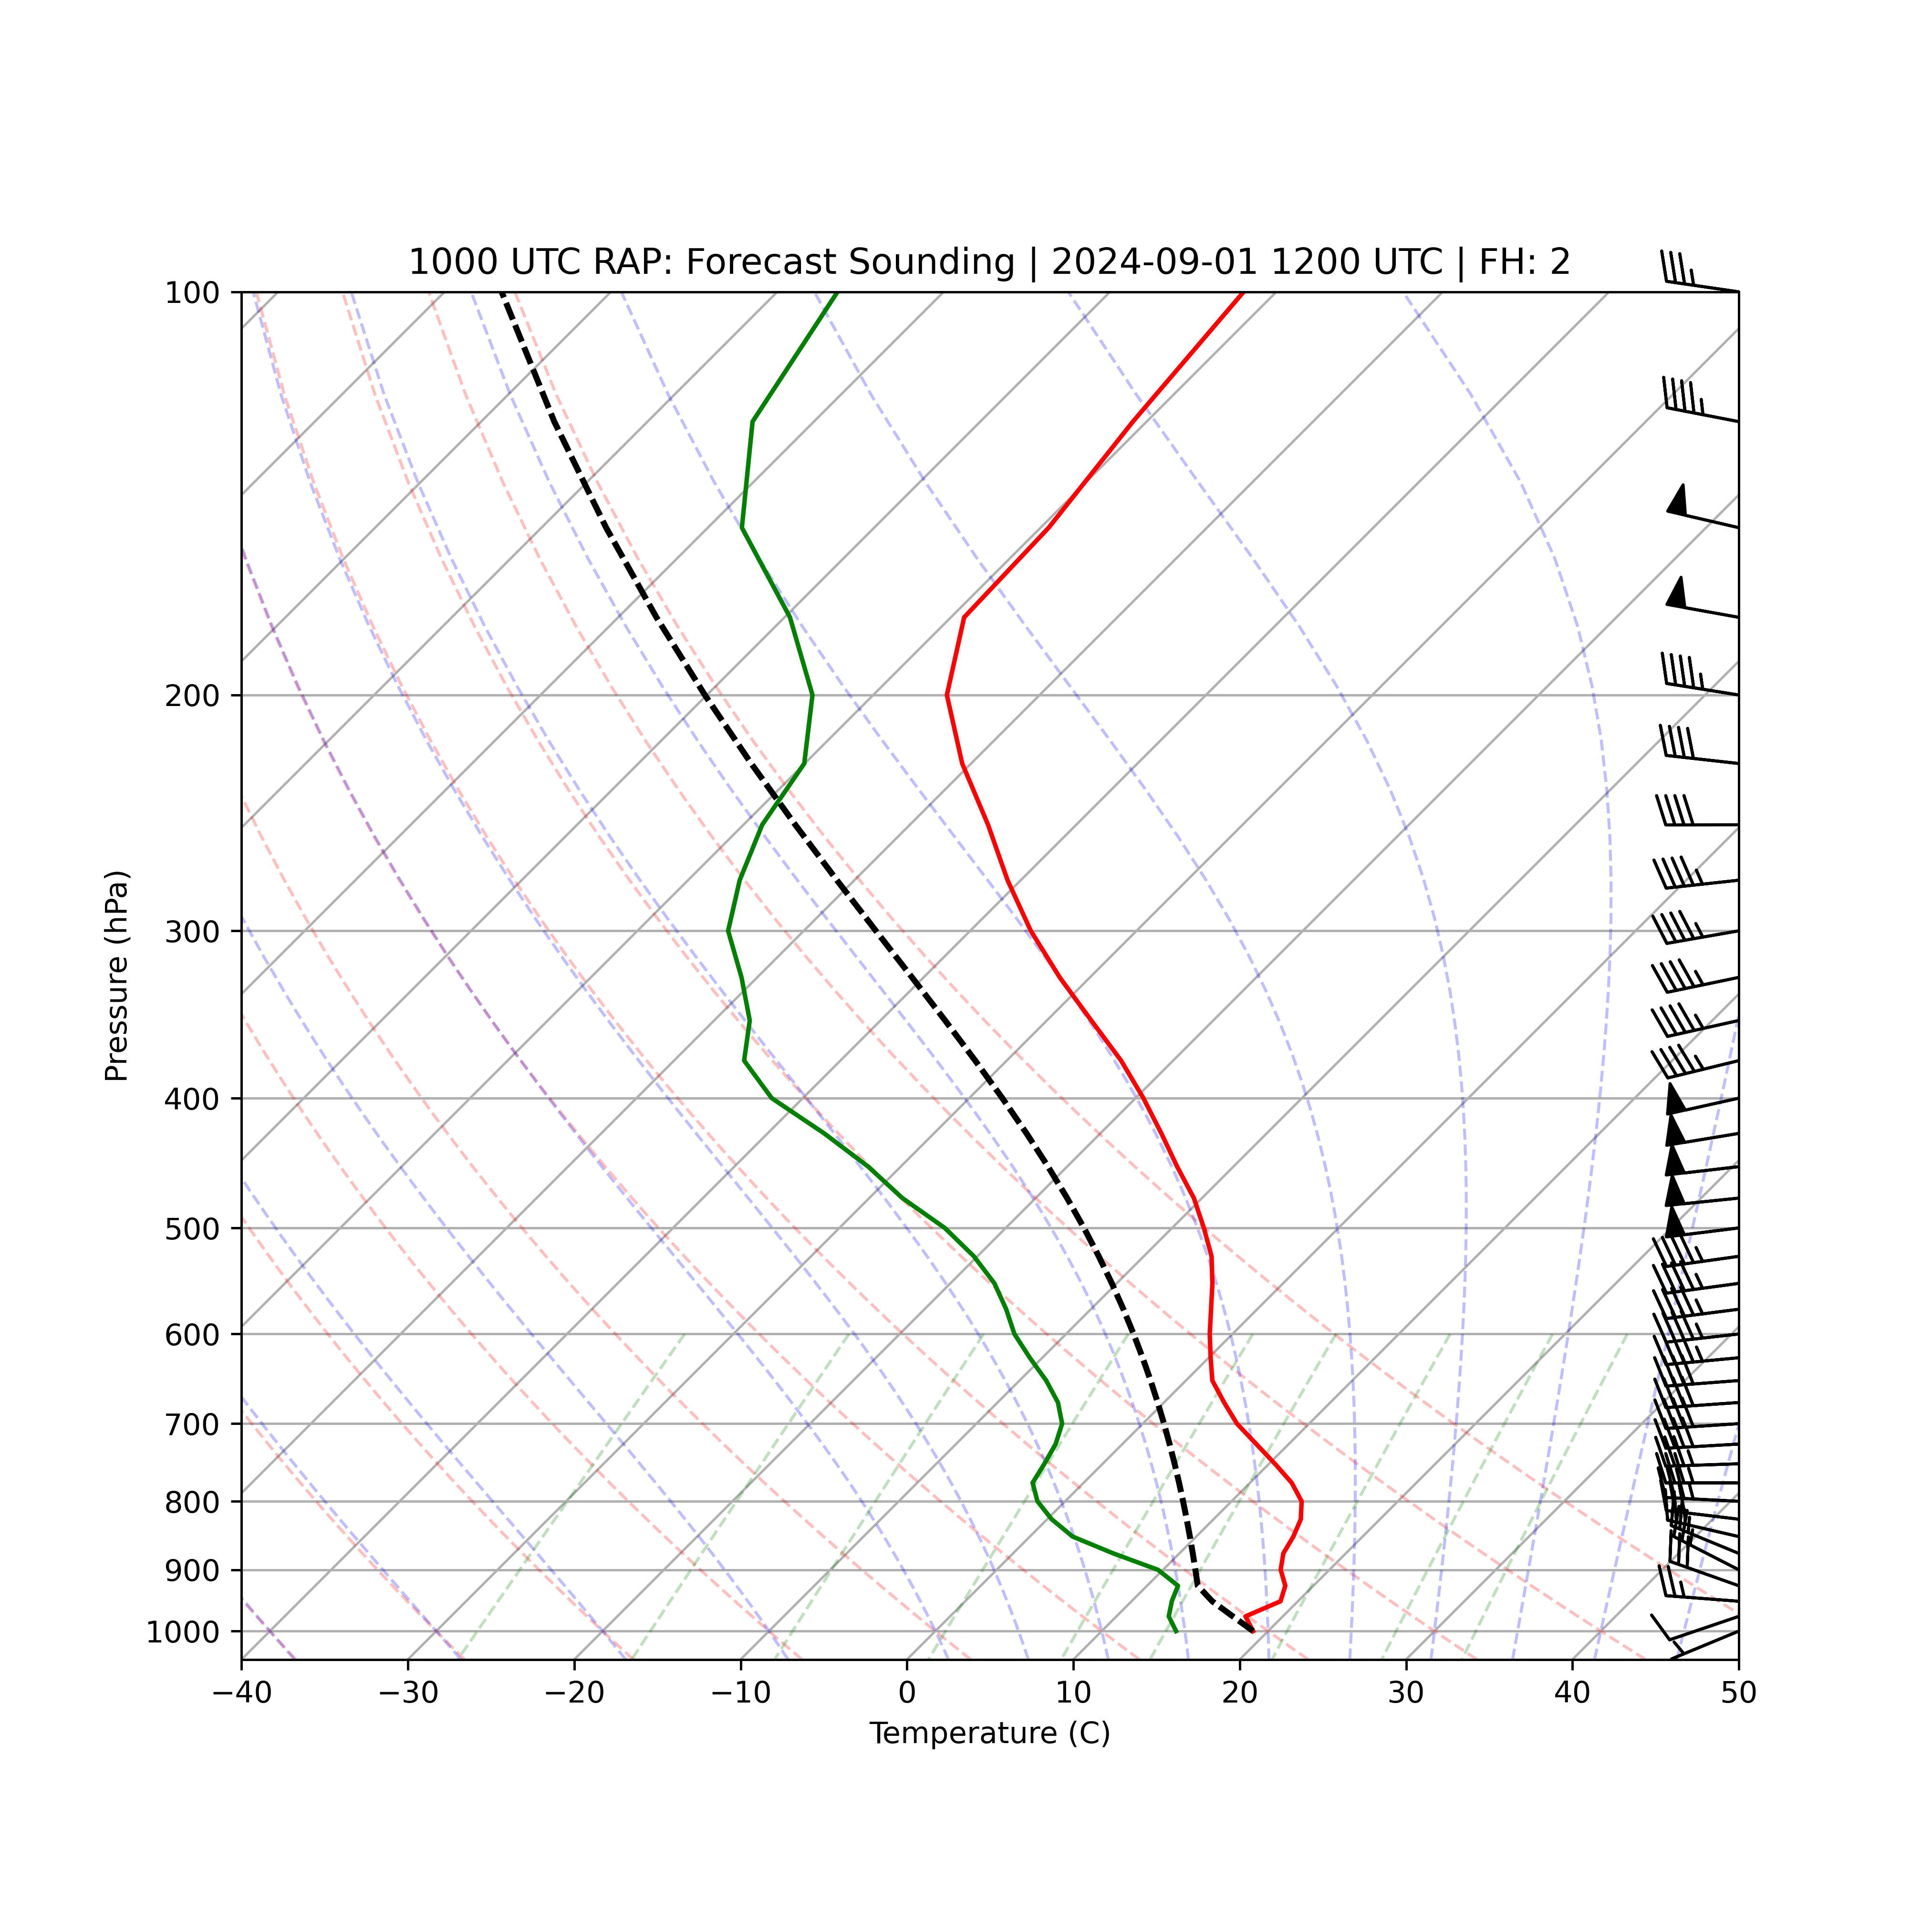 1000 UTC RAP: Forecast Sounding | 2024-09-01 1200 UTC | FH: 2
100
200
300
400
500
600
700
800
900
1000
Pressure (hPa)
−40 −30 −20 −10 0 10 20 30 40 50
Temperature (C)